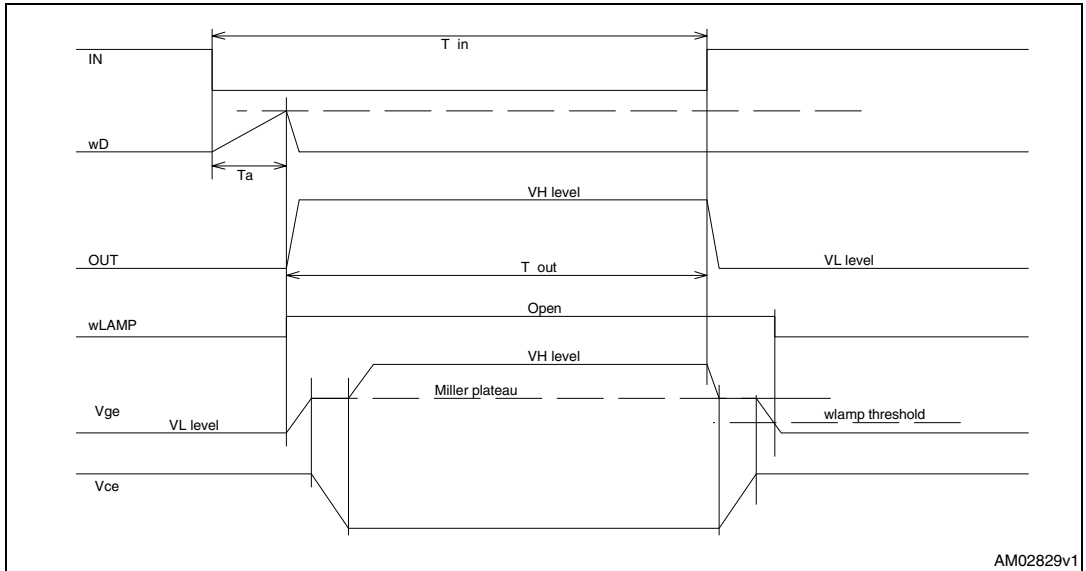 T in
IN
wD
Ta
VH level
OUT
T out
VL level
Open
wLAMP
VH level
Miller plateau
Vge
VL level
wlamp threshold
Vce
AM02829v1